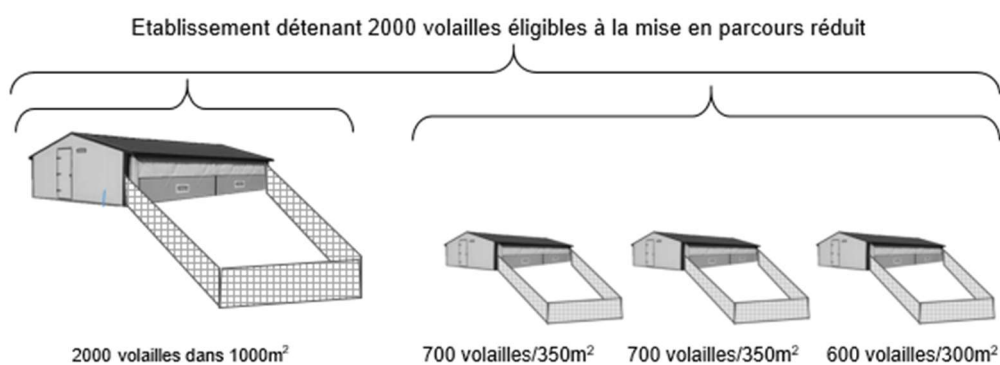 Etablissement détenant 2000 volailles éligibles à la mise en parcours réduit
2000 volailles dans 1000m²
700 volailles/350m²
700 volailles/350m²
600 volailles/300m²